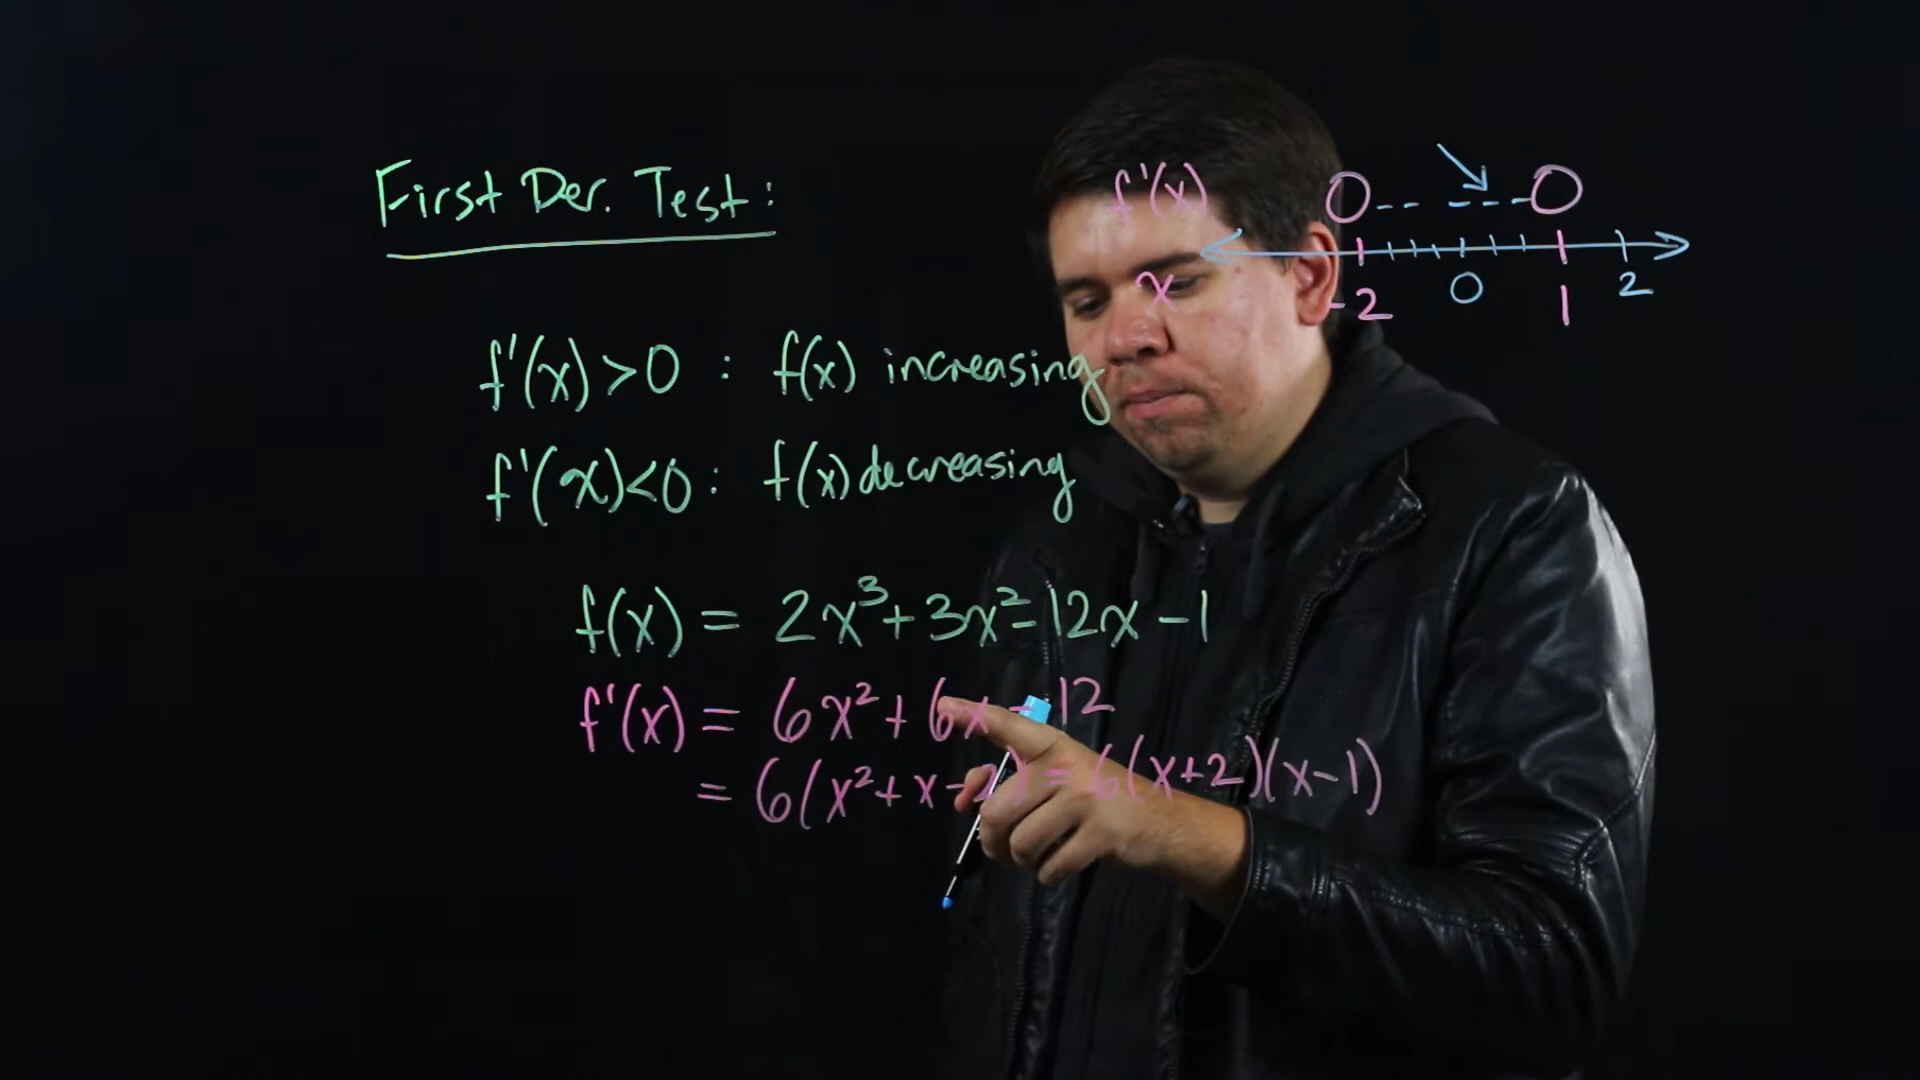 First Der. Test:
f'(x) 0 -- --- 0
x -2 0 1 2
f'(x)>0 : f(x) increasing
f'(x)<0 : f(x) decreasing
f(x) = 2x³+3x²-12x-1
f'(x) = 6x²+6x-12
= 6(x²+x-2) = 6(x+2)(x-1)